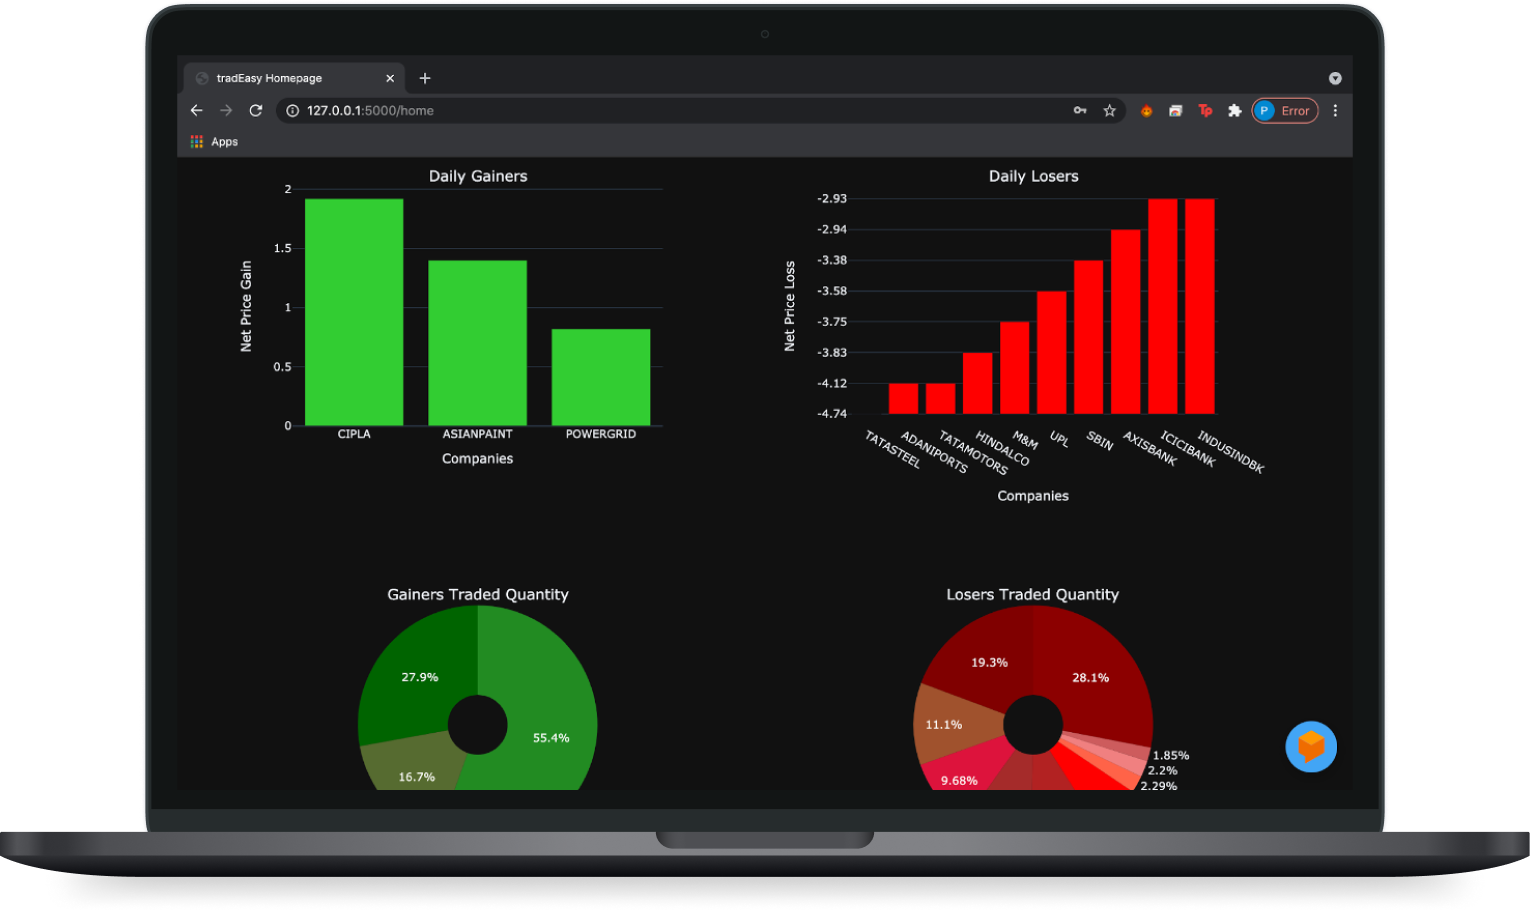 tradEasy Homepage
127.0.0.1:5000/home
P Error
Apps
Daily Gainers
2
1.5
1
0.5
0
Net Price Gain
CIPLA ASIANPAINT POWERGRID
Companies
Daily Losers
-2.93
-2.94
-3.38
-3.58
-3.75
-3.83
-4.12
-4.74
Net Price Loss
TATASTEEL
ADANIPORTS
TATAMOTORS
HINDALCO
M&M
UPL
SBIN
AXISBANK
ICICIBANK
INDUSINDBK
Companies
Gainers Traded Quantity
27.9%
55.4%
16.7%
Losers Traded Quantity
19.3%
28.1%
11.1%
1.85%
2.2%
9.68%
2.29%
Tp